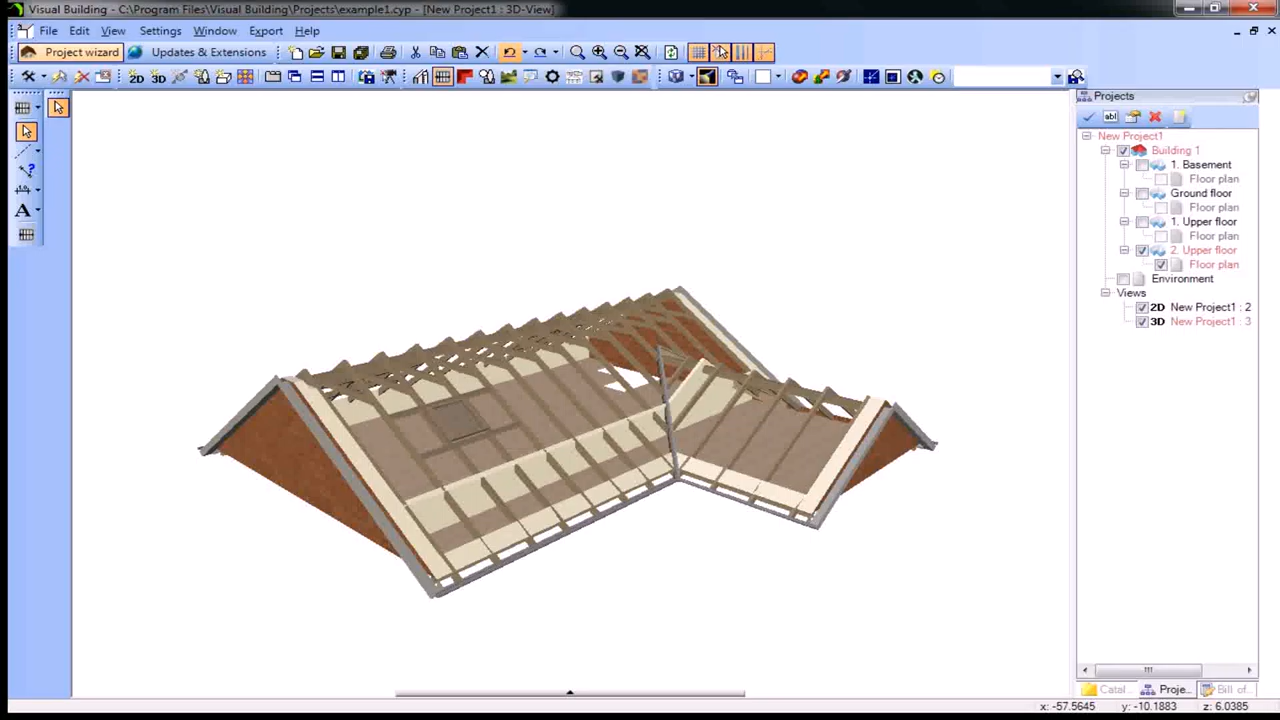 Visual Building - C:\Program Files\Visual Building\Projects\example1.cyp - [New Project1 : 3D-View]
File Edit View Settings Window Export Help
Project wizard Updates & Extensions
2D 3D
Projects
abl
New Project1
Building 1
1. Basement
Floor plan
Ground floor
Floor plan
1. Upper floor
Floor plan
2. Upper floor
Floor plan
Environment
Views
2D New Project1 : 2
3D New Project1 : 3
A
Catal... Proje... Bill of...
x: -57.5645 y: -10.1883 z: 6.0385